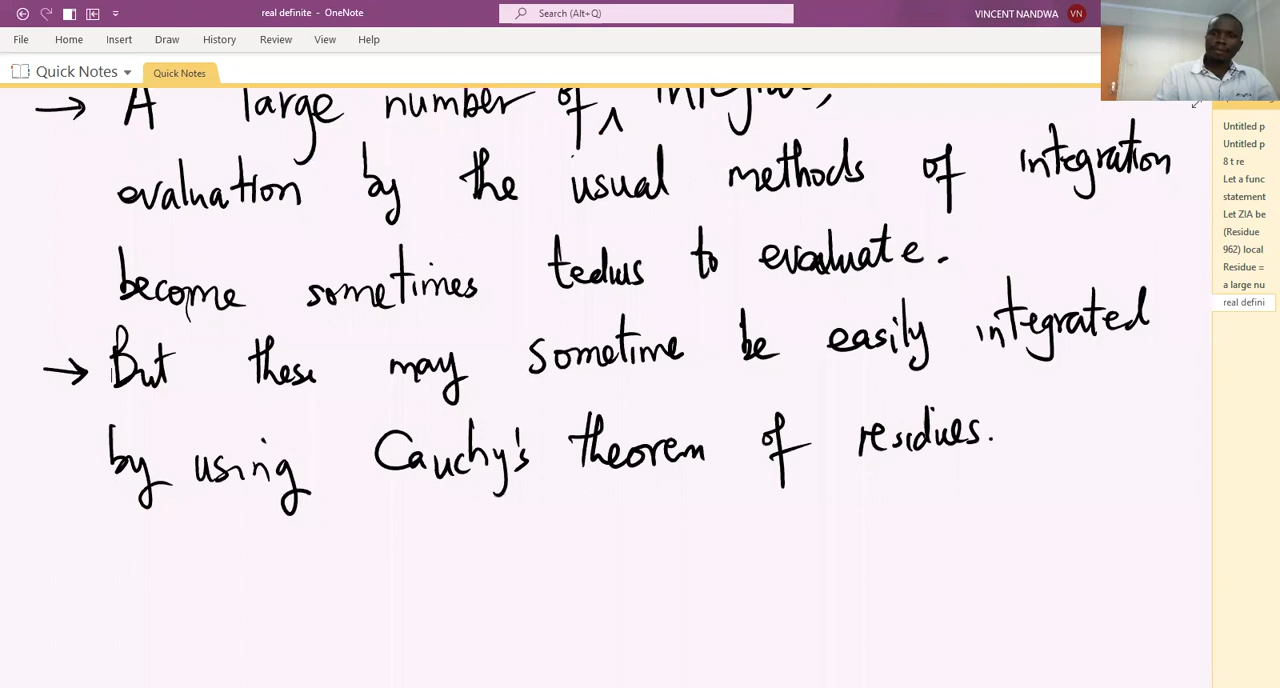 real definite - OneNote
Search (Alt+Q)
VINCENT NANDWA
VN
File Home Insert Draw History Review View Help
Quick Notes
Quick Notes
→ A large number of ∧
evaluation by the usual methods of integration
become sometimes tedius to evaluate.
→ But these may sometime be easily integrated
by using Cauchy's theorem of residues.
Untitled p
Untitled p
8 t re
Let a func
statement
Let ZIA be
(Residue
962) local
Residue =
a large nu
real defini